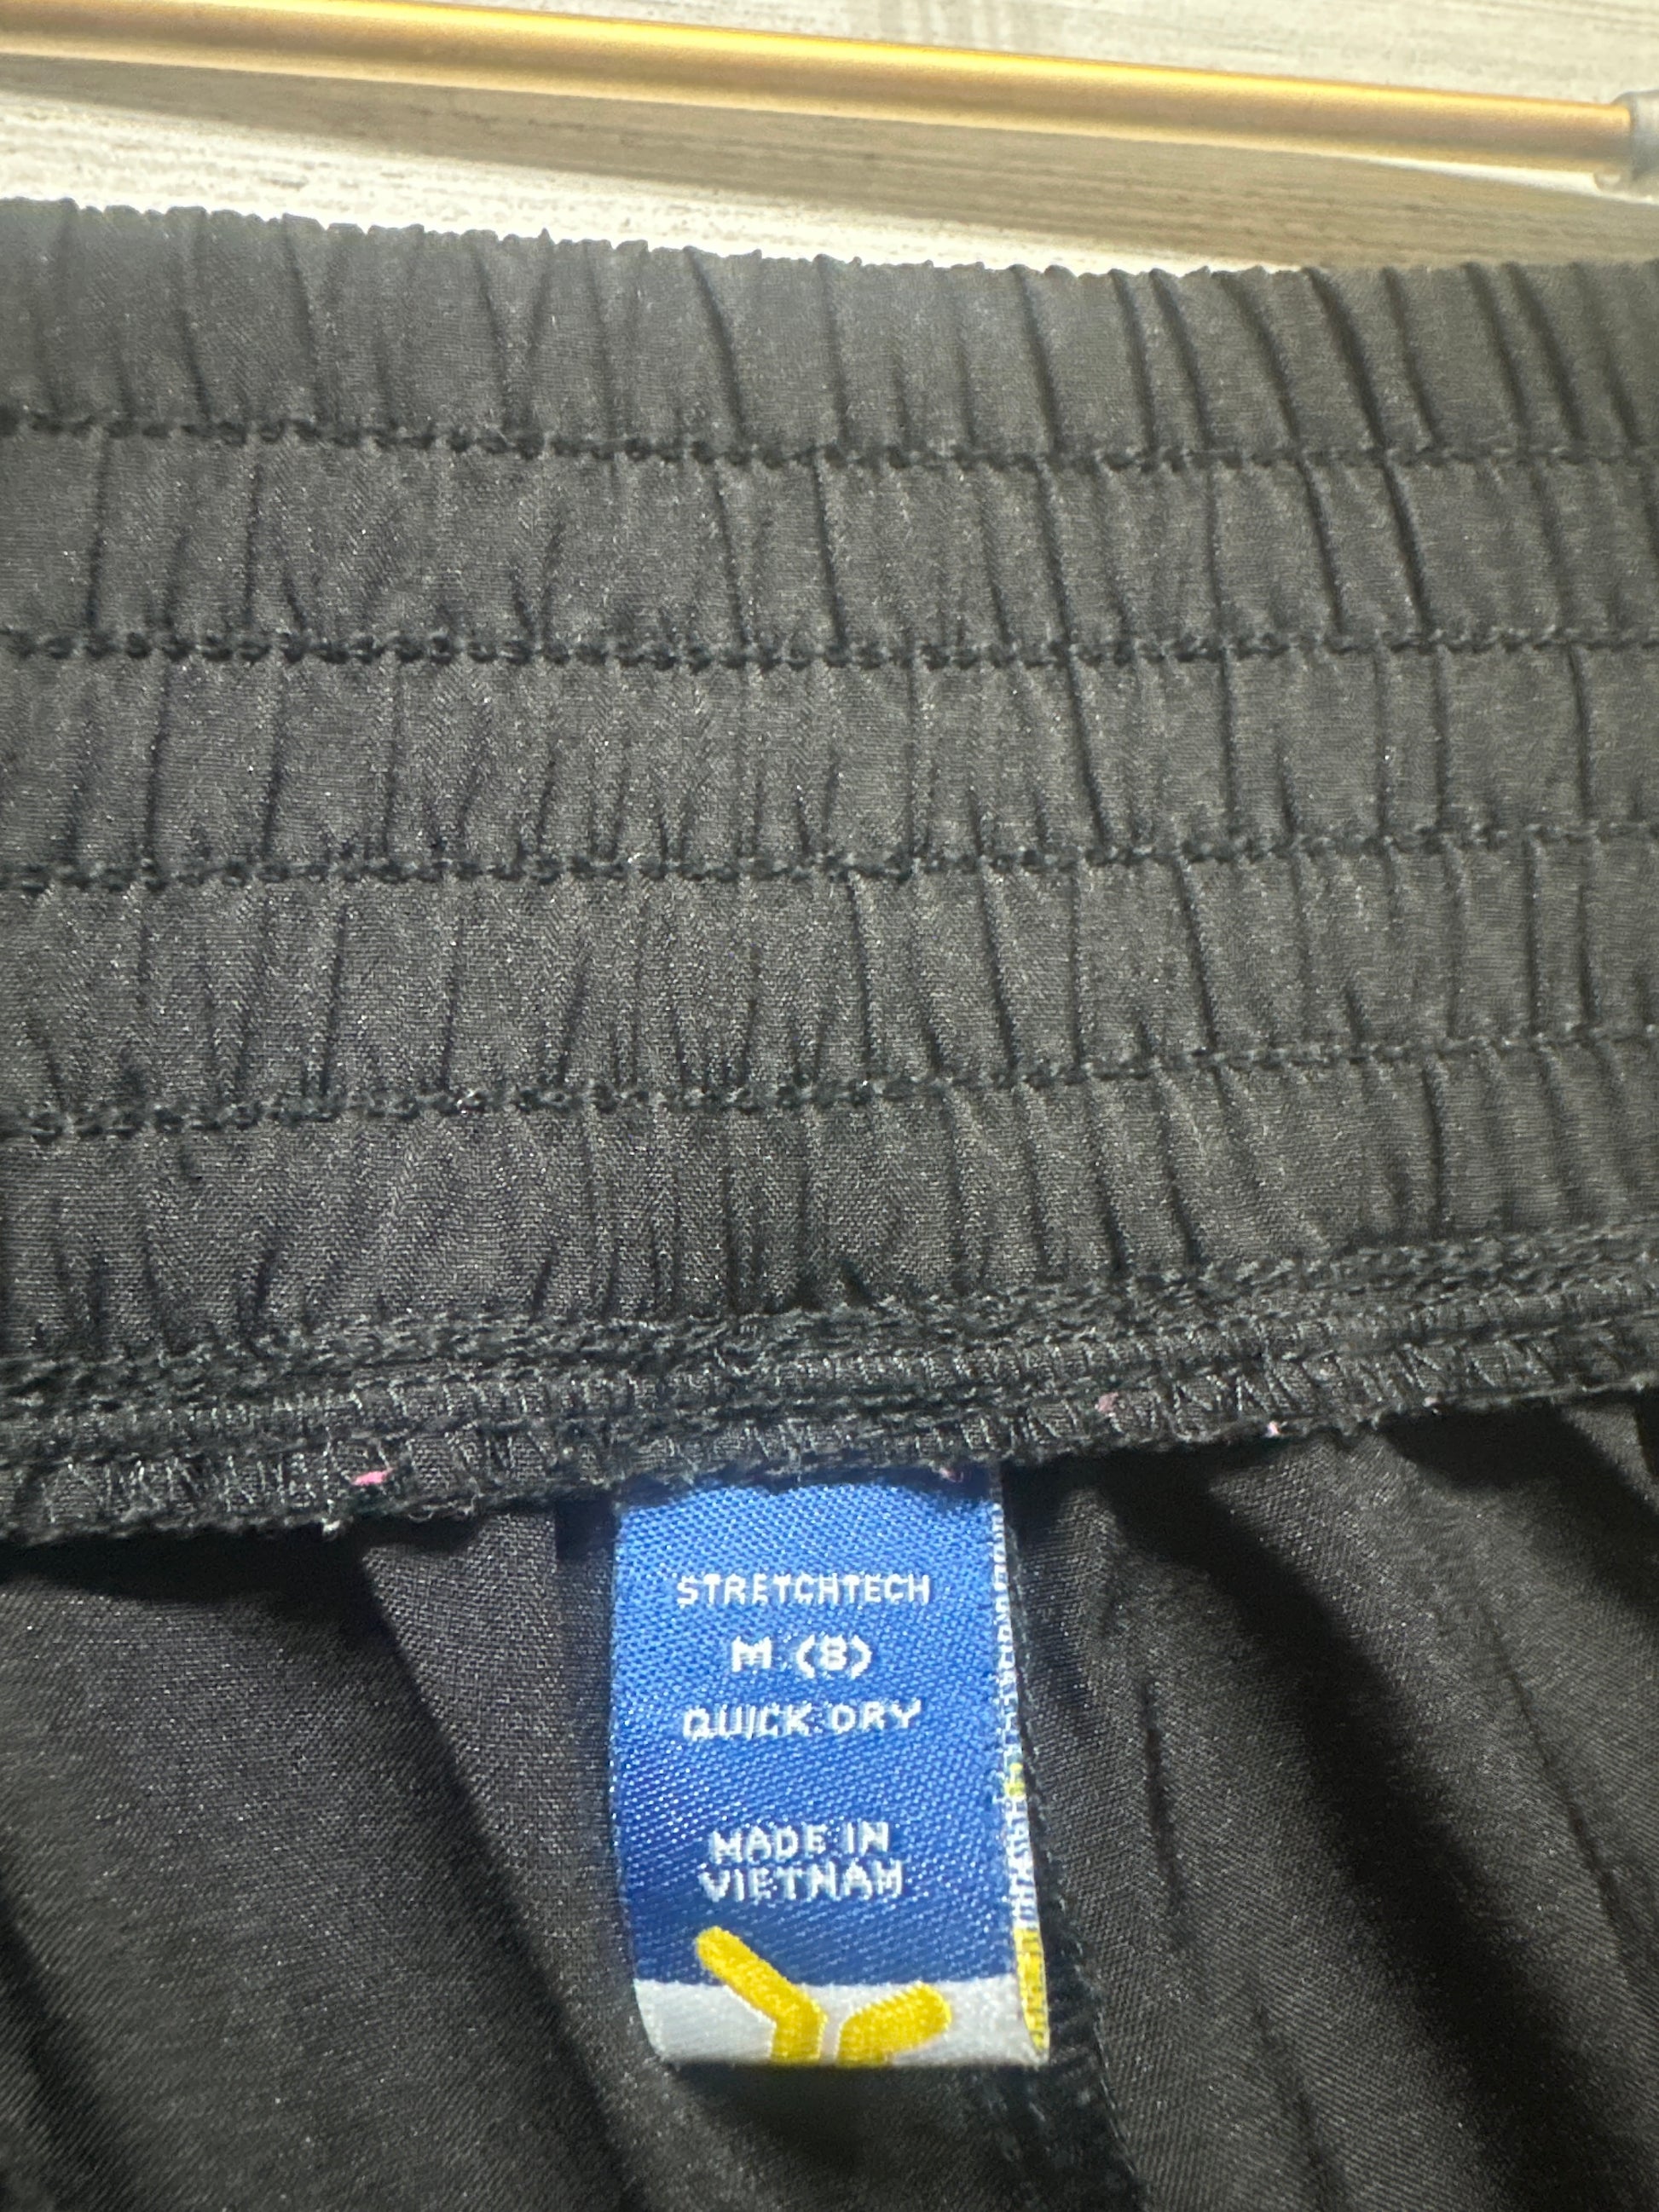 STRETCHTECH
M (8)
QUICK DRY
MADE IN
VIETNAM